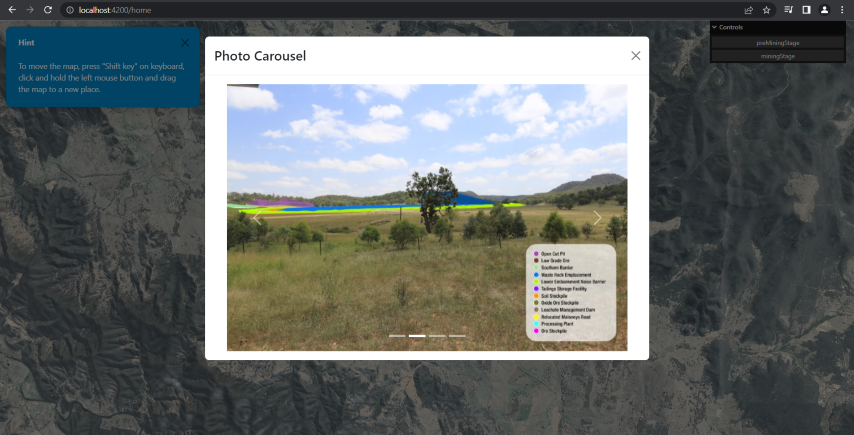 localhost:4200/home
Hint
To move the map, press "Shift key" on keyboard,
click and hold the left mouse button and drag
the map to a new place.
Photo Carousel
Controls
preMiningStage
miningStage
Open Cut Pit
Low Grade Ore
Southern Barrier
Waste Rock Emplacement
Lower Embankment Noise Barrier
Tailings Storage Facility
Soil Stockpile
Oxide Ore Stockpile
Leachate Management Dam
Relocated Maloneys Road
Processing Plant
Ore Stockpile